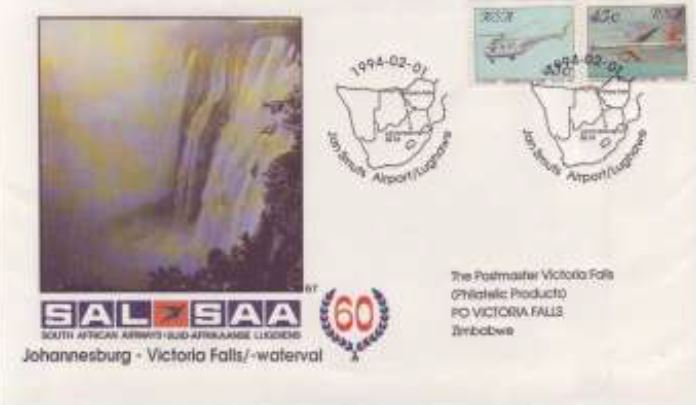 RSA
45c
45c RSA
1994-02-01
Jan Smuts Airport/Lughawe
1994-02-01
Jan Smuts Airport/Lughawe
67
SAL SAA
SOUTH AFRICAN AIRWAYS • SUID-AFRIKAANSE LUGDIENS
60
Johannesburg - Victoria Falls/-waterval
The Postmaster Victoria Falls
(Philatelic Products)
PO VICTORIA FALLS
Zimbabwe